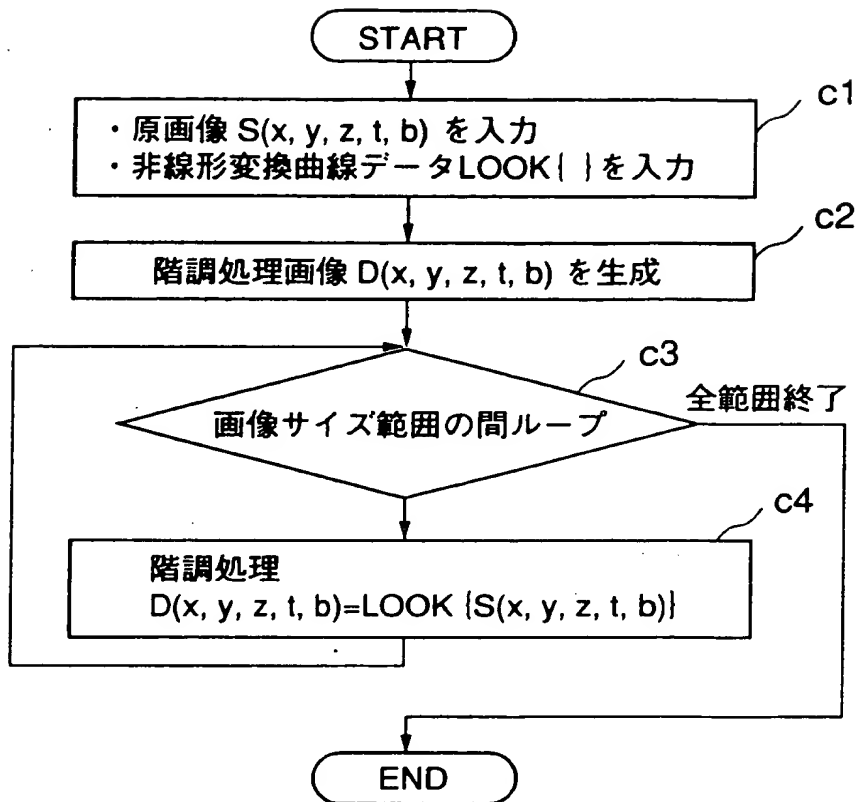 START
c1
・原画像 S(x, y, z, t, b) を入力
・非線形変換曲線データLOOK{ }を入力
c2
階調処理画像 D(x, y, z, t, b) を生成
c3
全範囲終了
画像サイズ範囲の間ループ
c4
階調処理
D(x, y, z, t, b)=LOOK {S(x, y, z, t, b)}
END